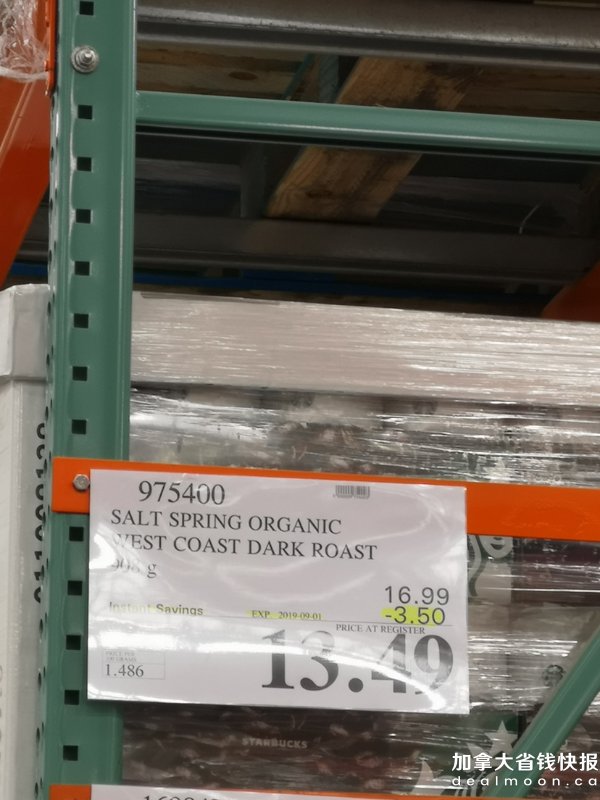 975400
SALT SPRING ORGANIC
WEST COAST DARK ROAST
908 g
16.99
Instant Savings EXP. 2019-09-01 -3.50
PRICE AT REGISTER
13.49
1.486
STARBUCKS
加拿大省钱快报
dealmoon.ca